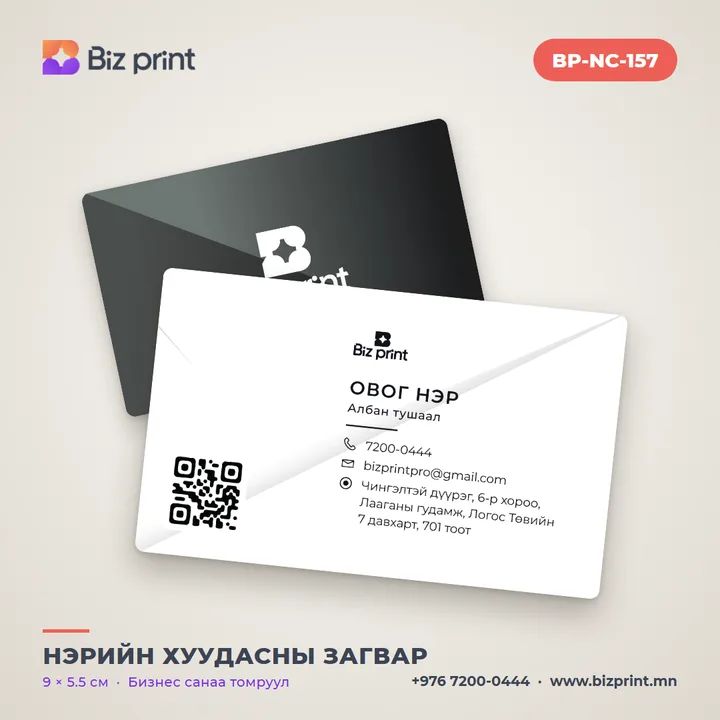 Biz print
BP-NC-157
Biz print
ОВОГ НЭР
Албан тушаал
7200-0444
bizprintpro@gmail.com
Чингэлтэй дүүрэг, 6-р хороо,
Лааганы гудамж, Логос Төвийн
7 давхарт, 701 тоот
НЭРИЙН ХУУДАСНЫ ЗАГВАР
9 × 5.5 см · Бизнес санаа томруул
+976 7200-0444 · www.bizprint.mn